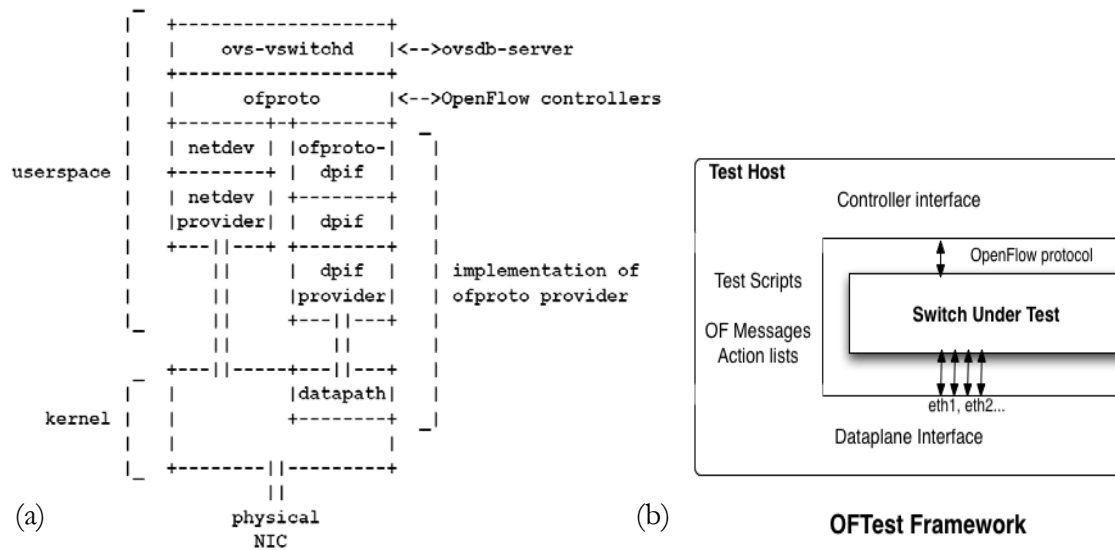 ovs-vswitchd |<-->ovsdb-server
ofproto |<-->OpenFlow controllers
netdev |ofproto-
userspace
dpif
netdev
provider| dpif
dpif
provider|
implementation of
ofproto provider
kernel
datapath
physical
NIC
(a)
Test Host
Controller interface
OpenFlow protocol
Test Scripts
Switch Under Test
OF Messages
Action lists
eth1, eth2...
Dataplane Interface
(b)
OFTest Framework